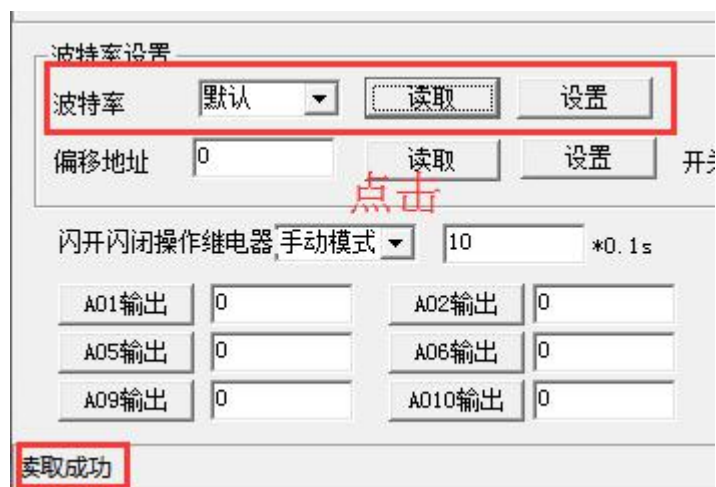 波特率设置
波特率 默认 读取 设置
偏移地址 0 读取 设置 开关
点击
闪开闪闭操作继电器 手动模式 10 *0.1s
A01输出 0 A02输出 0
A05输出 0 A06输出 0
A09输出 0 A010输出 0
读取成功